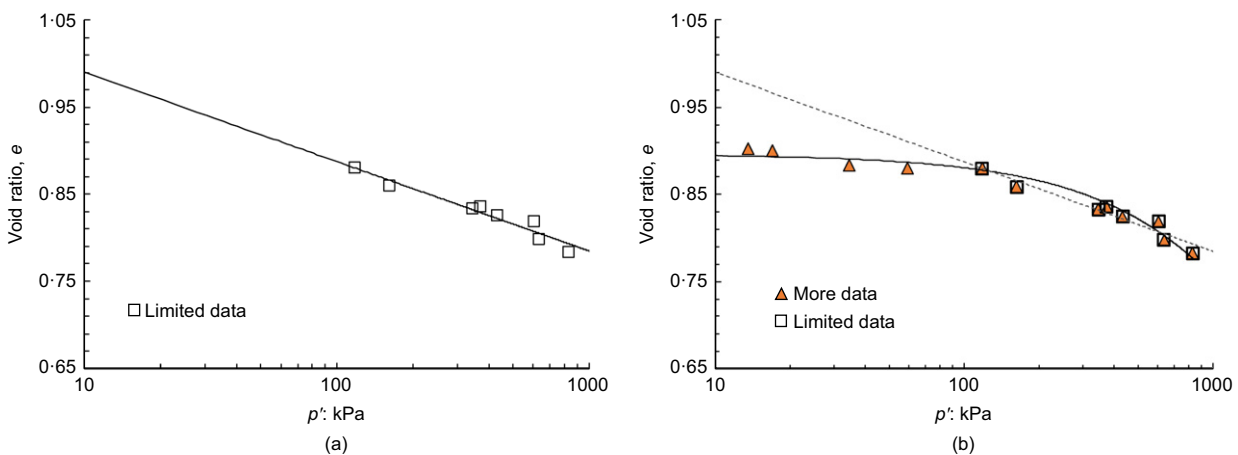 1·05
0·95
0·85
0·75
0·65
Void ratio, e
Limited data
10
100
1000
p′: kPa
(a)
1·05
0·95
0·85
0·75
0·65
Void ratio, e
More data
Limited data
10
100
1000
p′: kPa
(b)